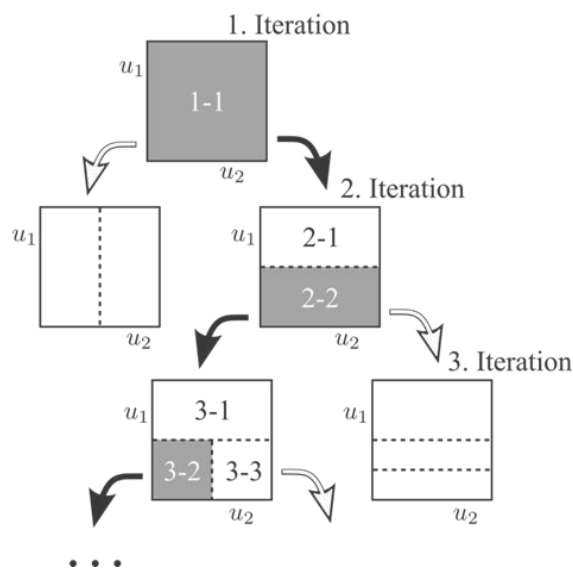 1. Iteration
u₁
1-1
u₂
2. Iteration
u₁
u₂
u₁
2-1
2-2
u₂
3. Iteration
u₁
3-1
3-2 3-3
u₂
u₁
u₂
• • •